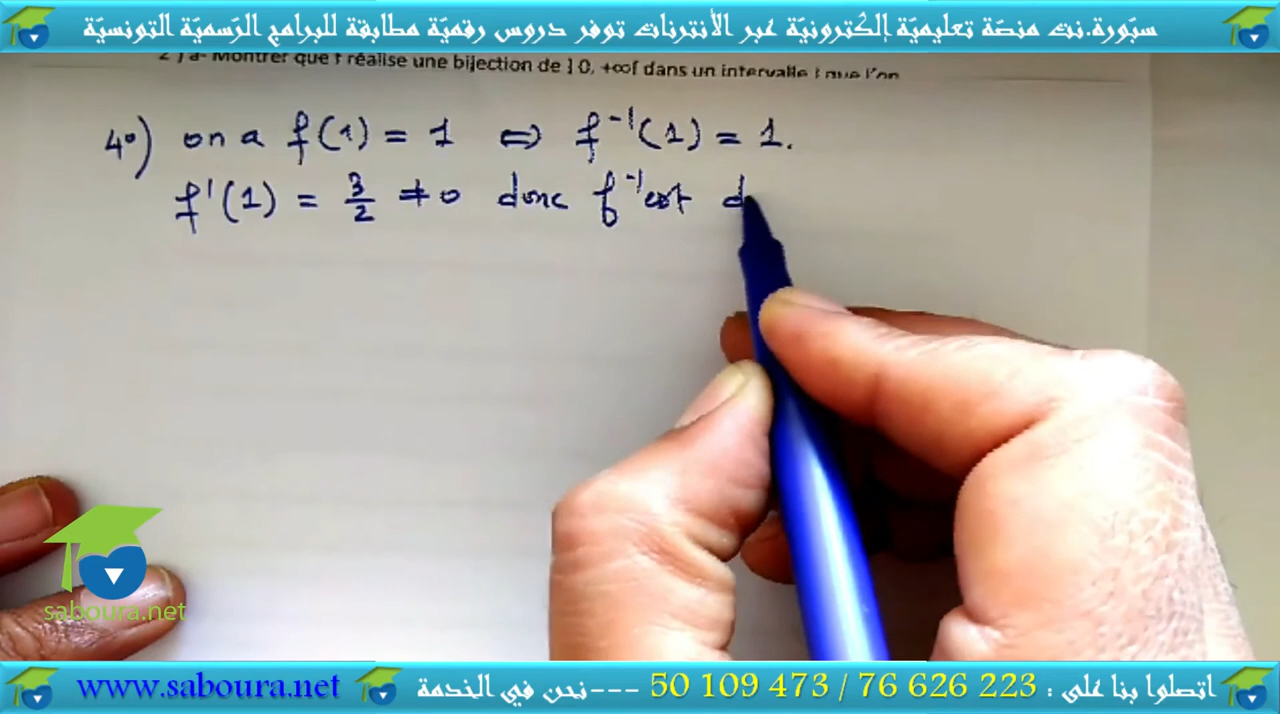 سبّورة.نت منصّة تعليميّة إلكترونيّة عبر الأنترنات توفر دروس رقميّة مطابقة للبرامج الرّسميّة التونسيّة
2 ) a- Montrer que f réalise une bijection de ] 0, +∞[ dans un intervalle J que l'on
4°) on a f(1) = 1 ⇔ f⁻¹(1) = 1.
f'(1) = 3/2 ≠ 0 donc f⁻¹ est d
saboura.net
www.saboura.net اتصلوا بنا على : 50 109 473 / 76 626 223 ---نحن في الخدمة